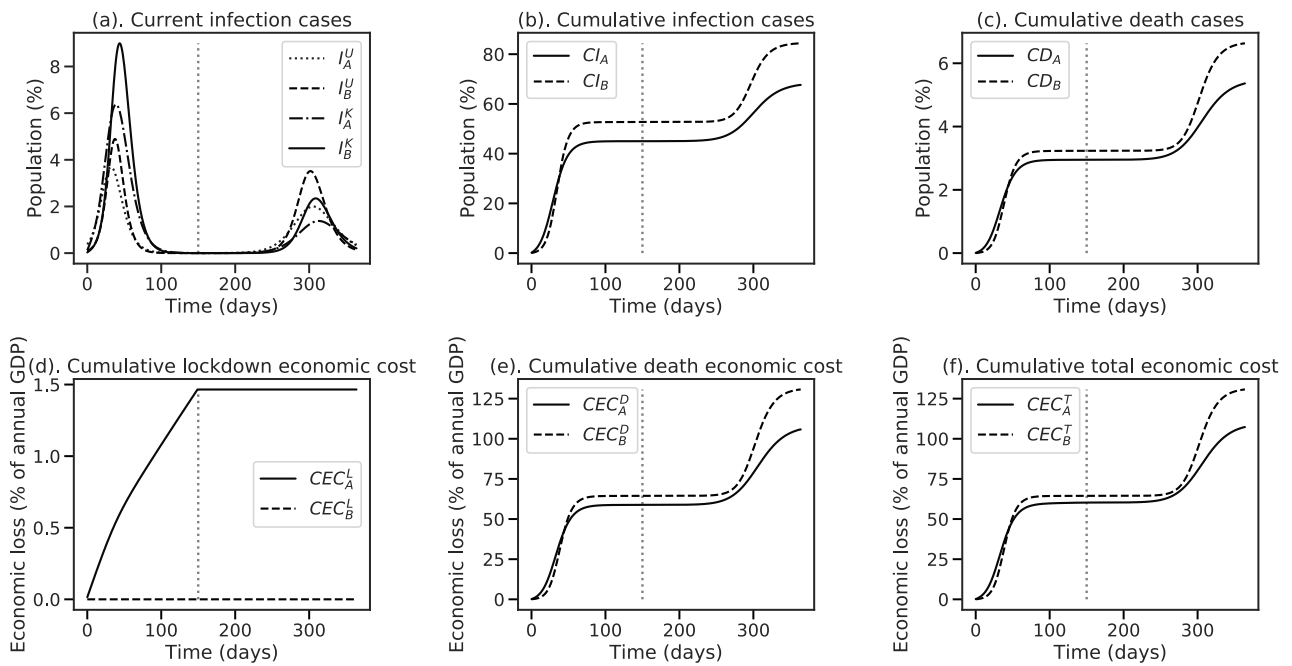 (a). Current infection cases
Population (%)
8
6
4
2
0
I_A^U
I_B^U
I_A^K
I_B^K
0 100 200 300
Time (days)
(b). Cumulative infection cases
Population (%)
80
60
40
20
0
CI_A
CI_B
0 100 200 300
Time (days)
(c). Cumulative death cases
Population (%)
6
4
2
0
CD_A
CD_B
0 100 200 300
Time (days)
(d). Cumulative lockdown economic cost
Economic loss (% of annual GDP)
1.5
1.0
0.5
0.0
CEC_A^L
CEC_B^L
0 100 200 300
Time (days)
(e). Cumulative death economic cost
Economic loss (% of annual GDP)
125
100
75
50
25
0
CEC_A^D
CEC_B^D
0 100 200 300
Time (days)
(f). Cumulative total economic cost
Economic loss (% of annual GDP)
125
100
75
50
25
0
CEC_A^T
CEC_B^T
0 100 200 300
Time (days)